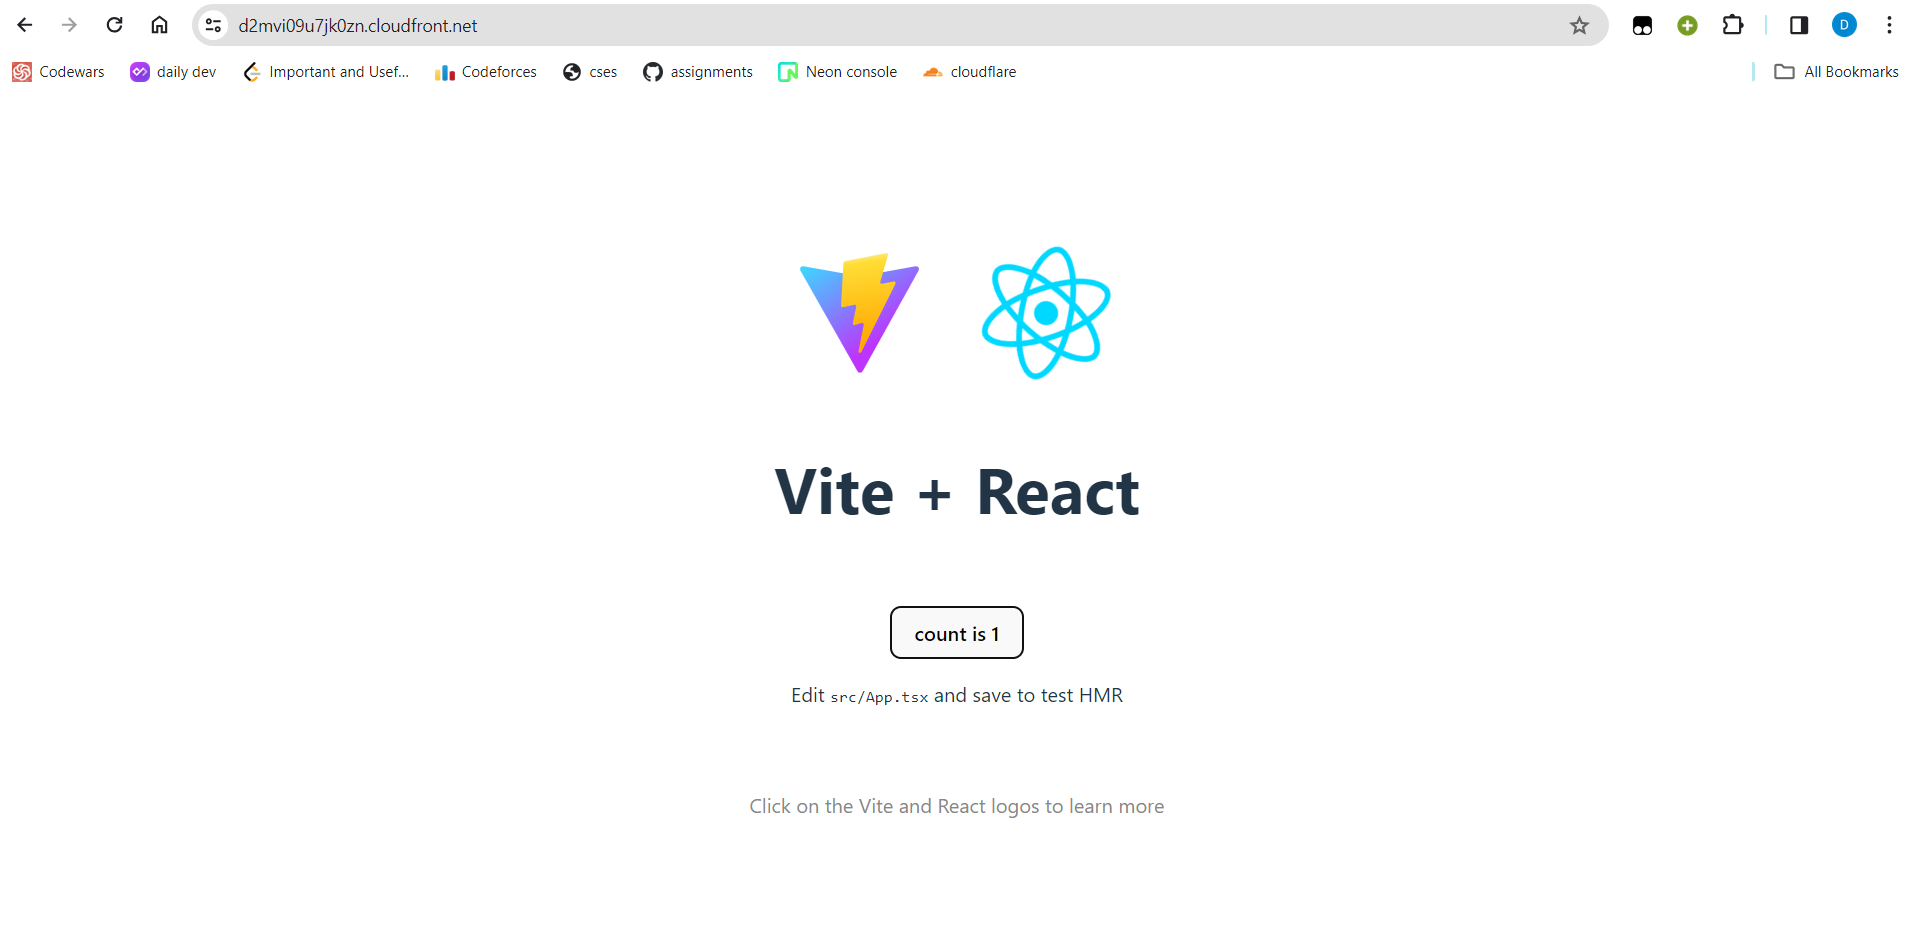 d2mvi09u7jk0zn.cloudfront.net
D
Codewars daily dev Important and Usef... Codeforces cses assignments Neon console cloudflare All Bookmarks
Vite + React
count is 1
Edit src/App.tsx and save to test HMR
Click on the Vite and React logos to learn more